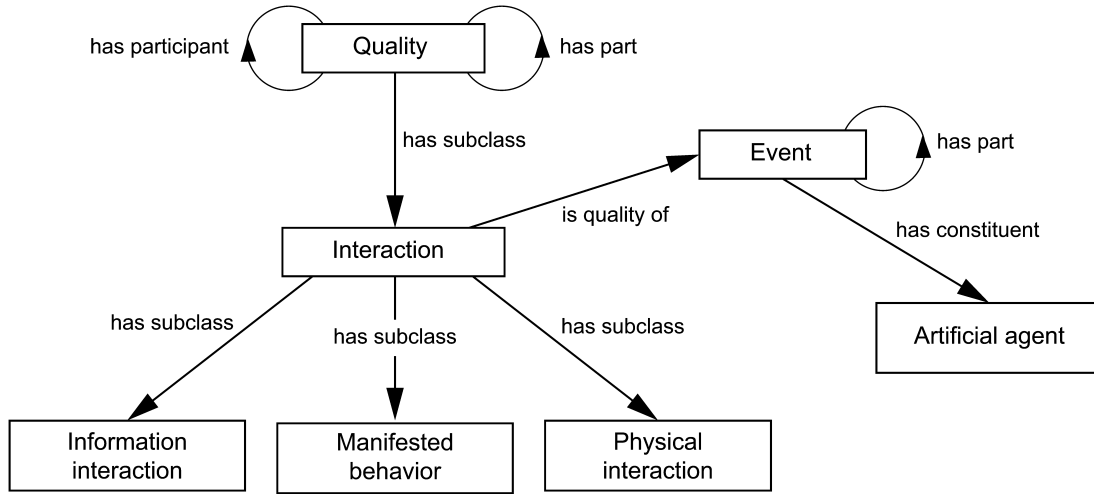 has participant
Quality
has part
has subclass
Event
has part
is quality of
has constituent
Interaction
has subclass
has subclass
has subclass
Artificial agent
Information
interaction
Manifested
behavior
Physical
interaction